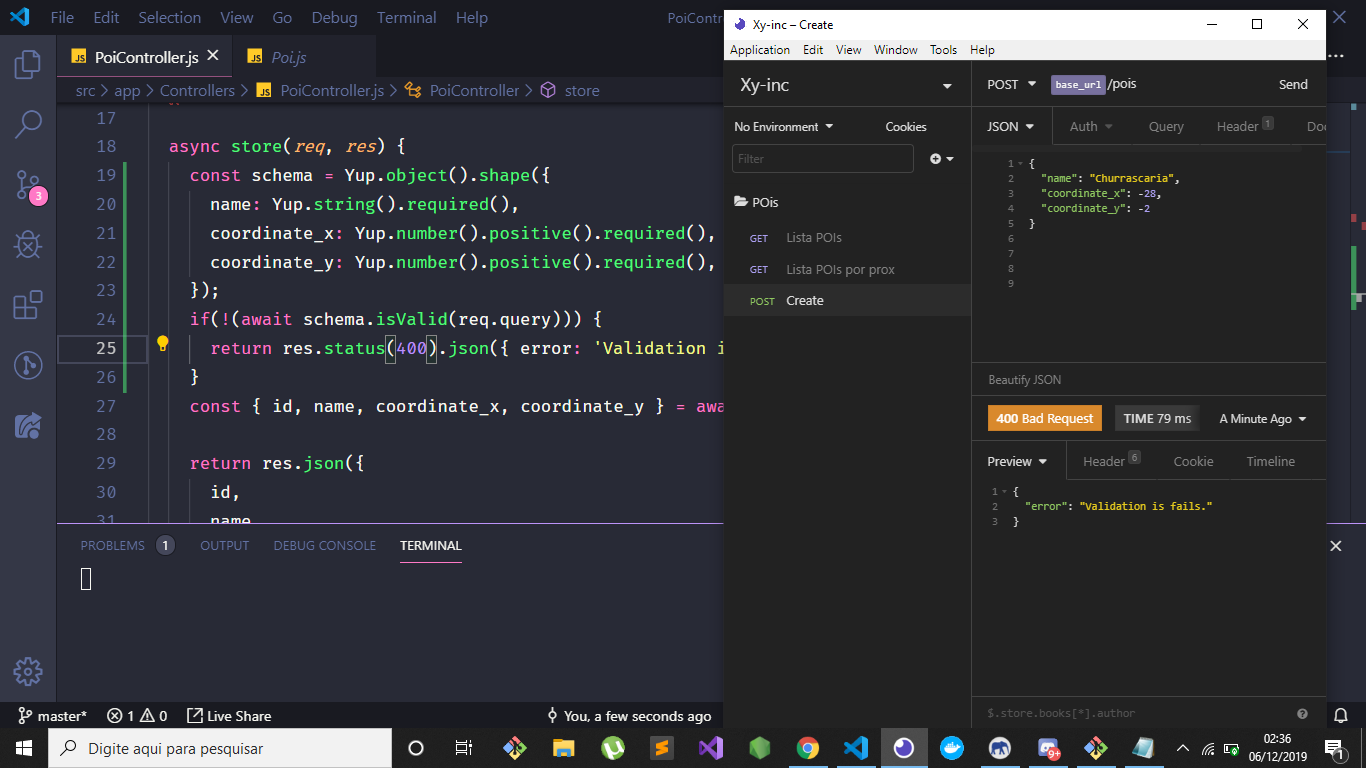 File Edit Selection View Go Debug Terminal Help PoiContr
PoiController.js
Poi.js
src > app > Controllers > PoiController.js > PoiController > store
17
18 async store(req, res) {
19 const schema = Yup.object().shape({
20 name: Yup.string().required(),
21 coordinate_x: Yup.number().positive().required(),
22 coordinate_y: Yup.number().positive().required(),
23 });
24 if(!(await schema.isValid(req.query))) {
25 return res.status(400).json({ error: 'Validation i
26 }
27 const { id, name, coordinate_x, coordinate_y } = awa
28
29 return res.json({
30 id,
31 name
3
PROBLEMS 1 OUTPUT DEBUG CONSOLE TERMINAL
master* 1 0 Live Share You, a few seconds ago
Xy-inc – Create
Application Edit View Window Tools Help
Xy-inc
No Environment Cookies
Filter
POis
GET Lista POIs
GET Lista POIs por prox
POST Create
POST base_url /pois Send
JSON Auth Query Header 1 Doc
1 {
2 "name": "Churrascaria",
3 "coordinate_x": -28,
4 "coordinate_y": -2
5 }
6
7
8
9
Beautify JSON
400 Bad Request TIME 79 ms A Minute Ago
Preview Header 6 Cookie Timeline
1 {
2 "error": "Validation is fails."
3 }
$.store.books[*].author
Digite aqui para pesquisar
9+
02:36
06/12/2019
1